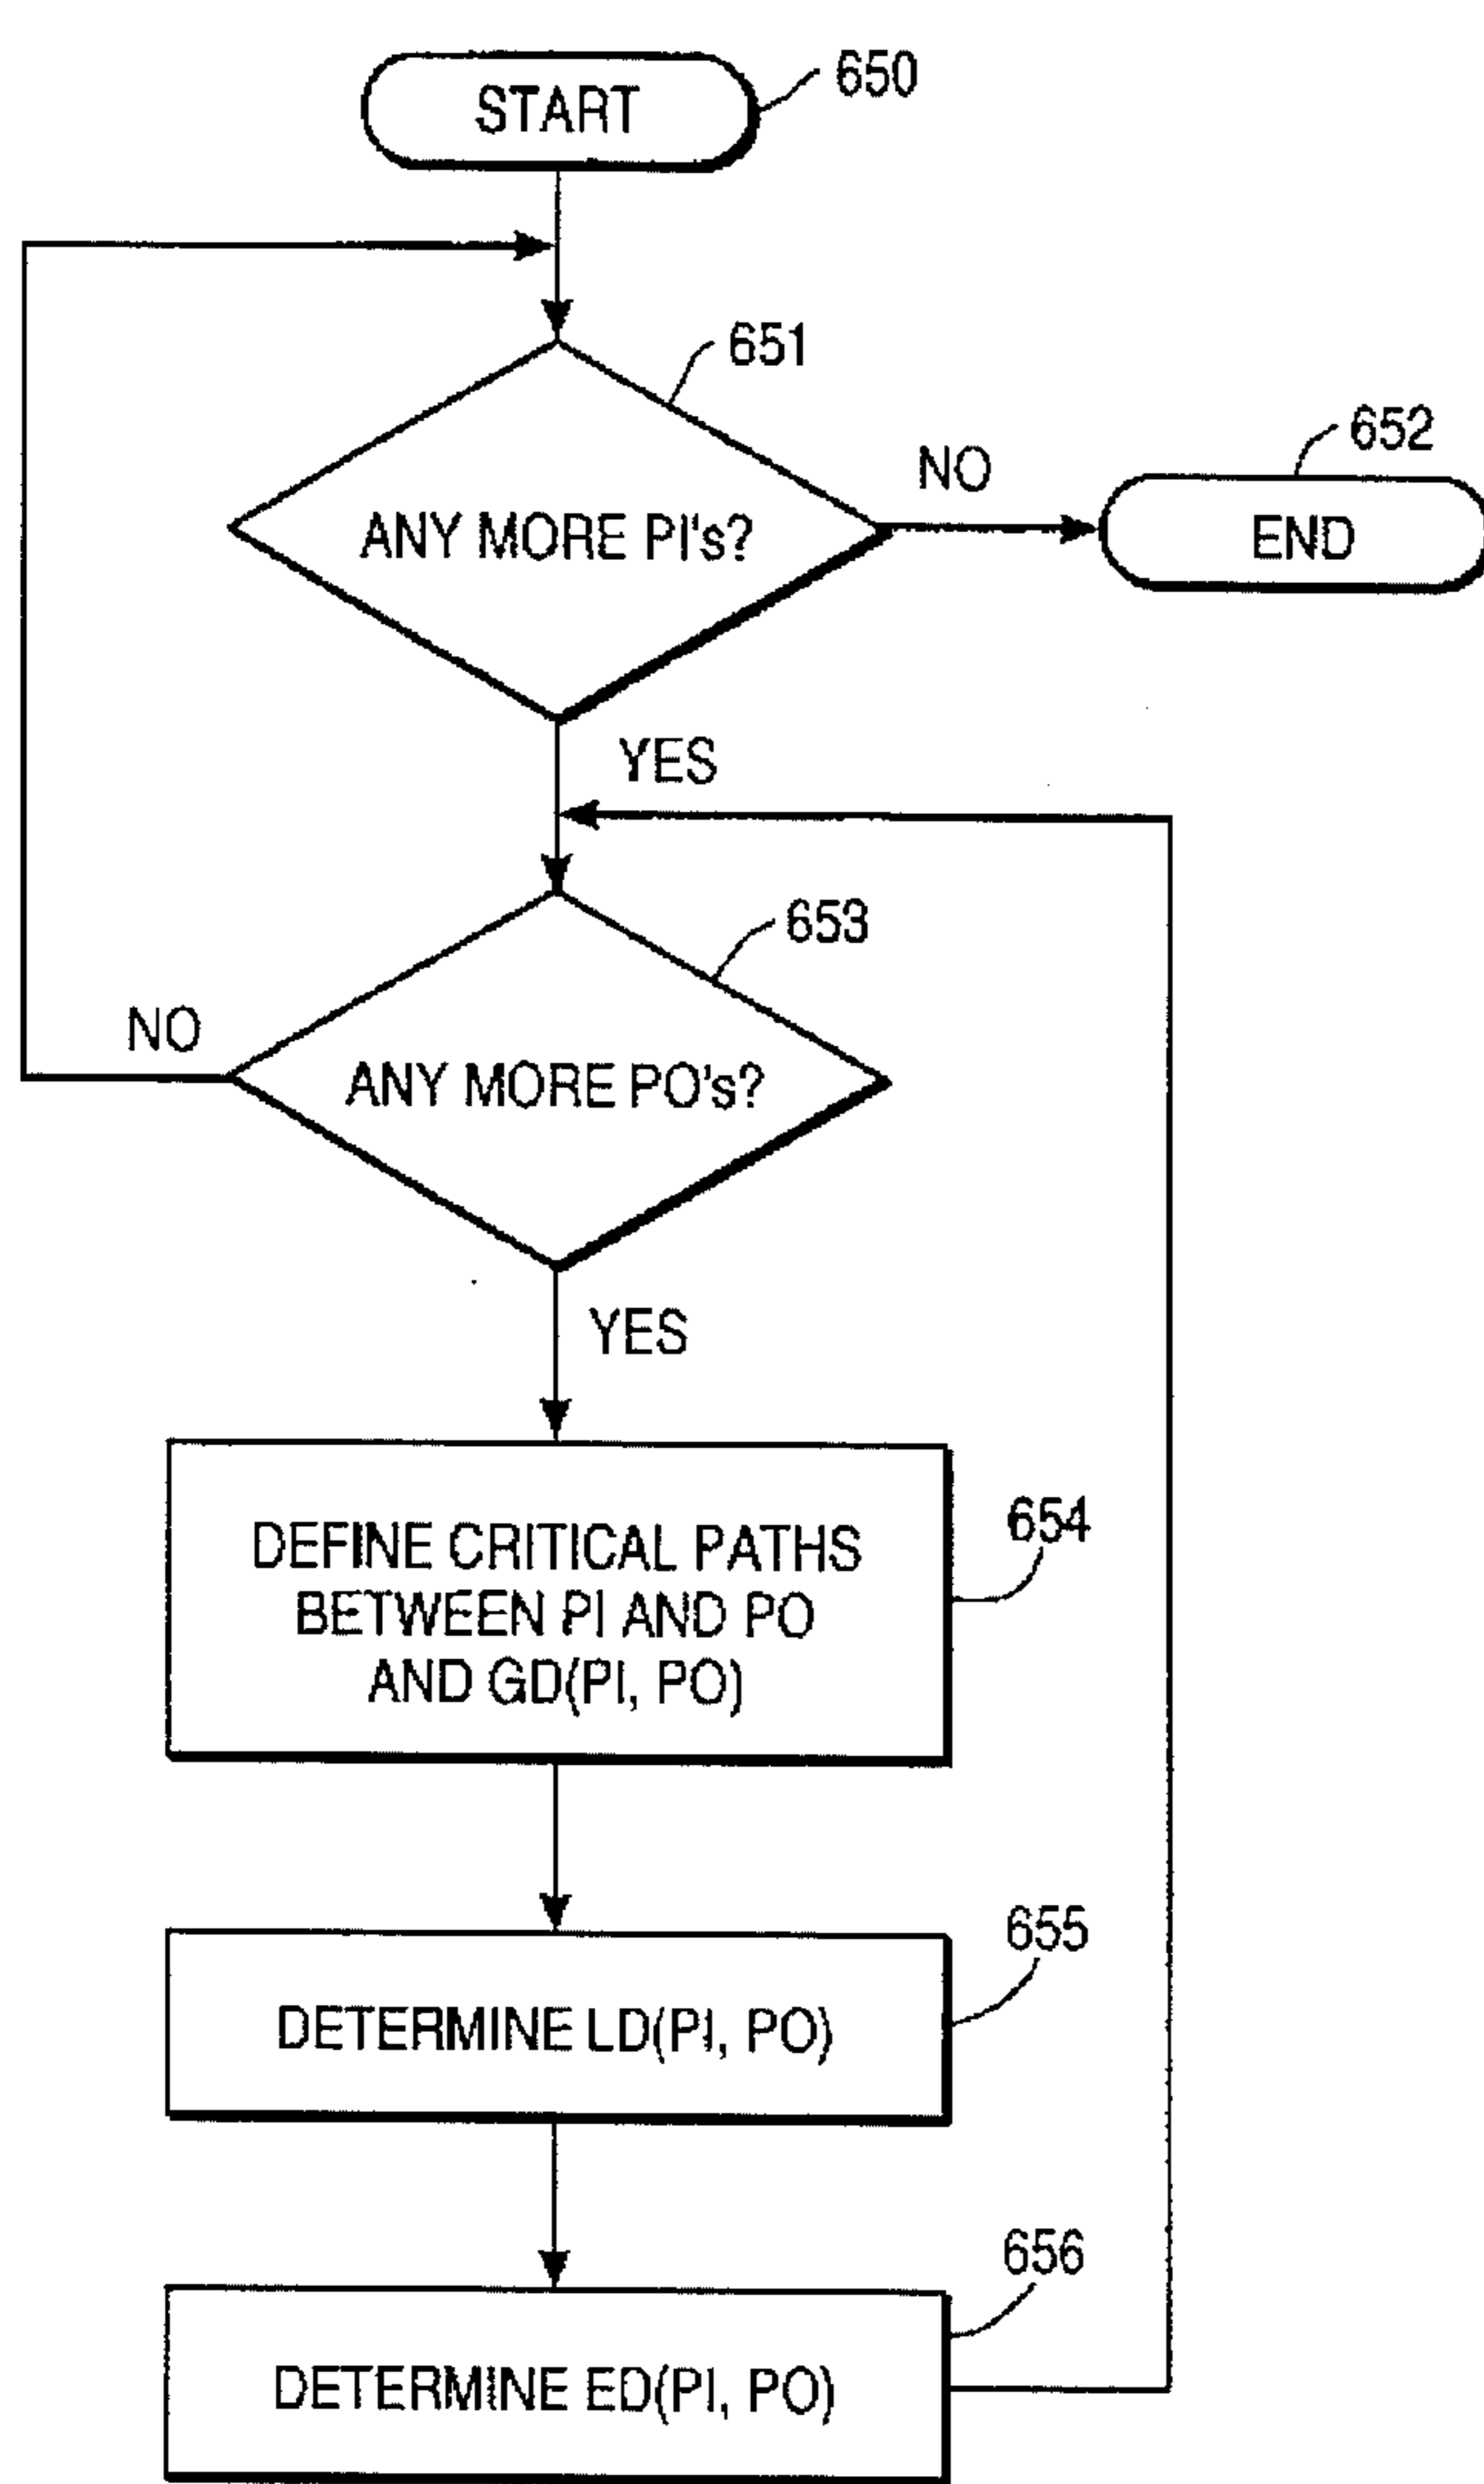 START
650
651
ANY MORE PI's?
NO
652
END
YES
653
NO
ANY MORE PO's?
YES
DEFINE CRITICAL PATHS
BETWEEN PI AND PO
AND GD(PI, PO)
654
655
DETERMINE LD(PI, PO)
656
DETERMINE ED(PI, PO)